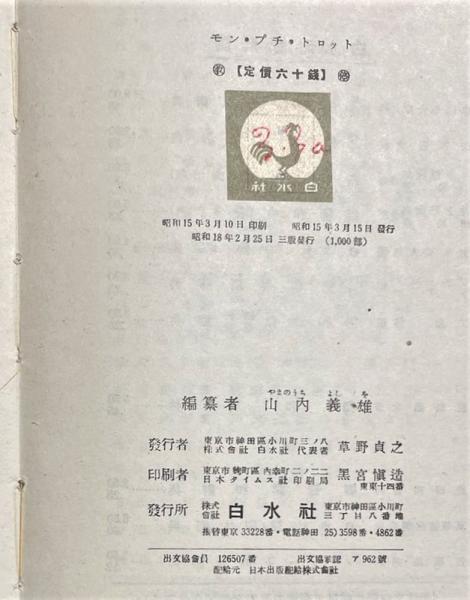 モン・プチ・トロット
㊞【定價六十錢】㊕
3.30
白水社
昭和15年3月10日 印刷 昭和15年3月15日 發行
昭和18年2月25日 三版發行 (1,000部)
やまのうち よしを
編纂者 山內義雄
發行者 東京市神田區小川町三ノ八 株式會社 白水社 代表者 草野貞之
印刷者 東京市麴町區內幸町二ノ二二 日本タイムス社印刷局 黑宮愼造
東東十四番
發行所 株式會社 白水社 東京市神田區小川町三丁目八番地
振替東京 33228番・電話神田 25) 3598番・4862番
出文協會員 126507番 出文協承認 ア962號
配給元 日本出版配給株式會社